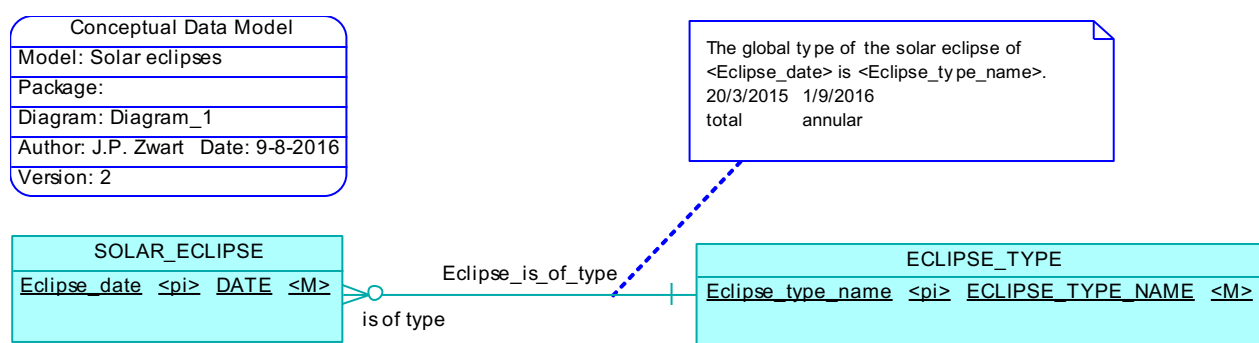 Conceptual Data Model
Model: Solar eclipses
Package:
Diagram: Diagram_1
Author: J.P. Zwart Date: 9-8-2016
Version: 2
The global type of the solar eclipse of
<Eclipse_date> is <Eclipse_type_name>.
20/3/2015 1/9/2016
total annular
SOLAR_ECLIPSE
Eclipse_date <pi> DATE <M>
Eclipse_is_of_type
is of type
ECLIPSE_TYPE
Eclipse_type_name <pi> ECLIPSE_TYPE_NAME <M>